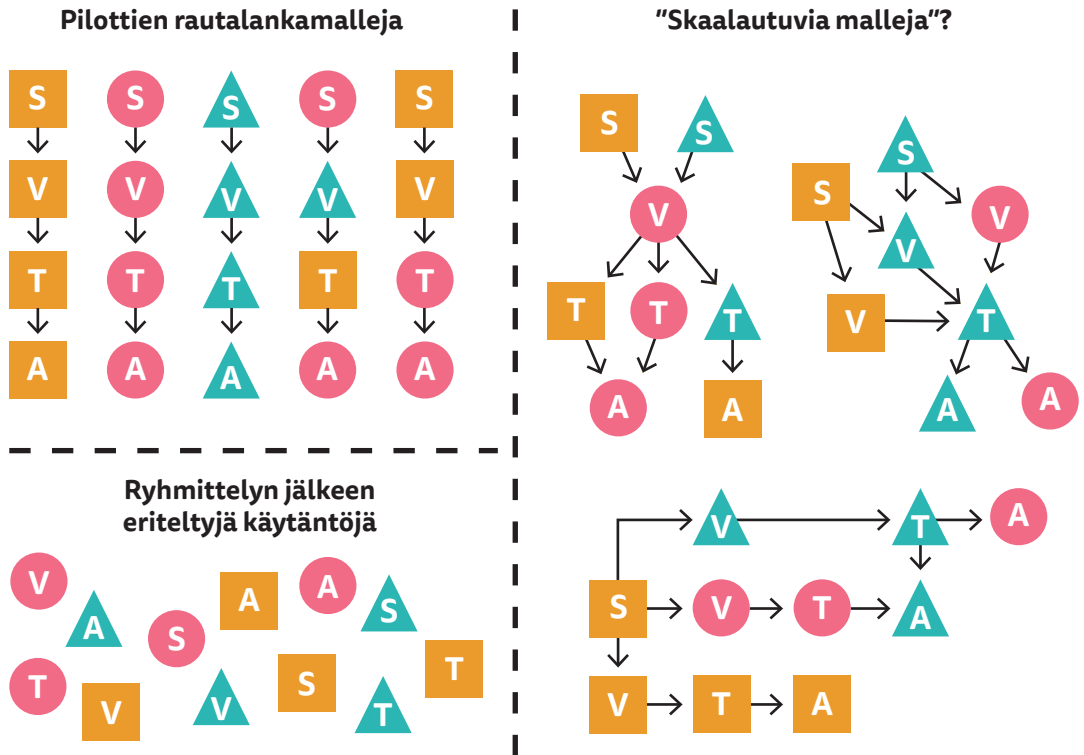 Pilottien rautalankamalleja
S S S S S
V V V V V
T T T T T
A A A A A
Ryhmittelyn jälkeen
eriteltyjä käytäntöjä
V A S A A S
T V V S T T
"Skaalautuvia malleja"?
S S
V
T T T
A A
S
S V
V
V T
A A
V T A
S V T A
V T A